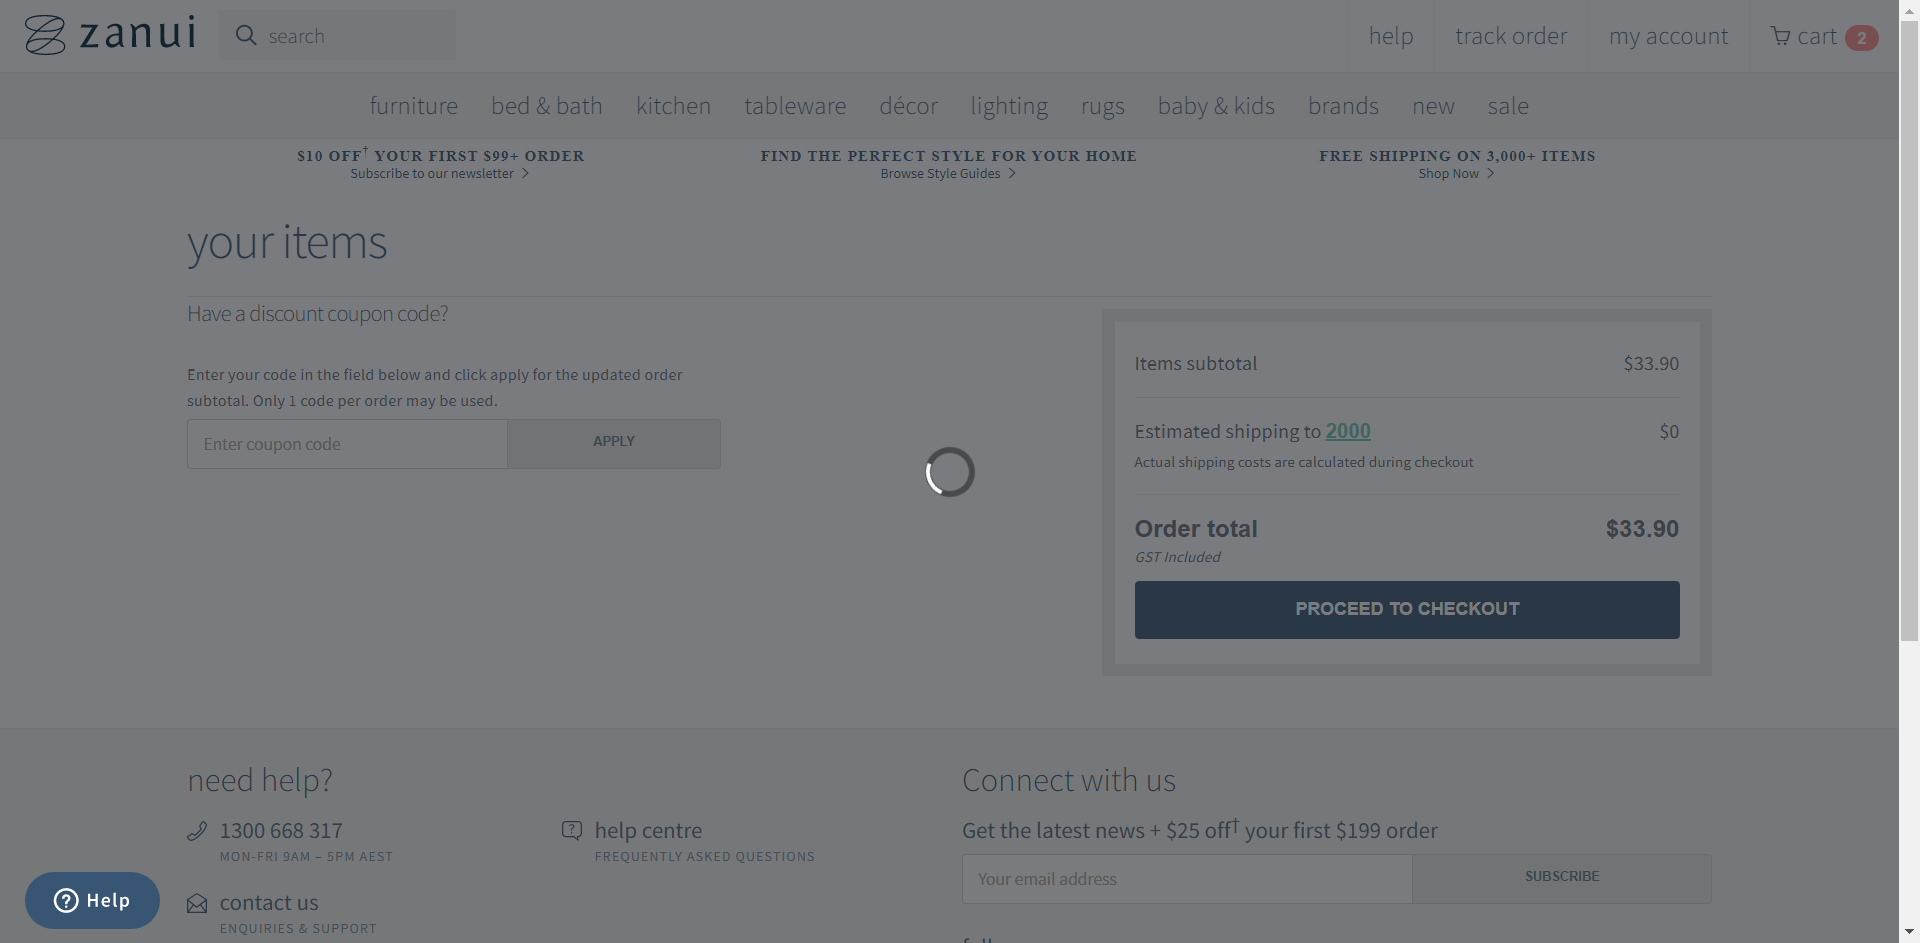 zanui
search
help
track order
my account
cart 2
furniture
bed & bath
kitchen
tableware
décor
lighting
rugs
baby & kids
brands
new
sale
$10 OFF† YOUR FIRST $99+ ORDER
Subscribe to our newsletter
FIND THE PERFECT STYLE FOR YOUR HOME
Browse Style Guides
FREE SHIPPING ON 3,000+ ITEMS
Shop Now
your items
Have a discount coupon code?
Enter your code in the field below and click apply for the updated order
subtotal. Only 1 code per order may be used.
Enter coupon code
APPLY
Items subtotal $33.90
Estimated shipping to 2000 $0
Actual shipping costs are calculated during checkout
Order total $33.90
GST Included
PROCEED TO CHECKOUT
need help?
1300 668 317
MON-FRI 9AM – 5PM AEST
help centre
FREQUENTLY ASKED QUESTIONS
contact us
ENQUIRIES & SUPPORT
Connect with us
Get the latest news + $25 off† your first $199 order
Your email address
SUBSCRIBE
Help